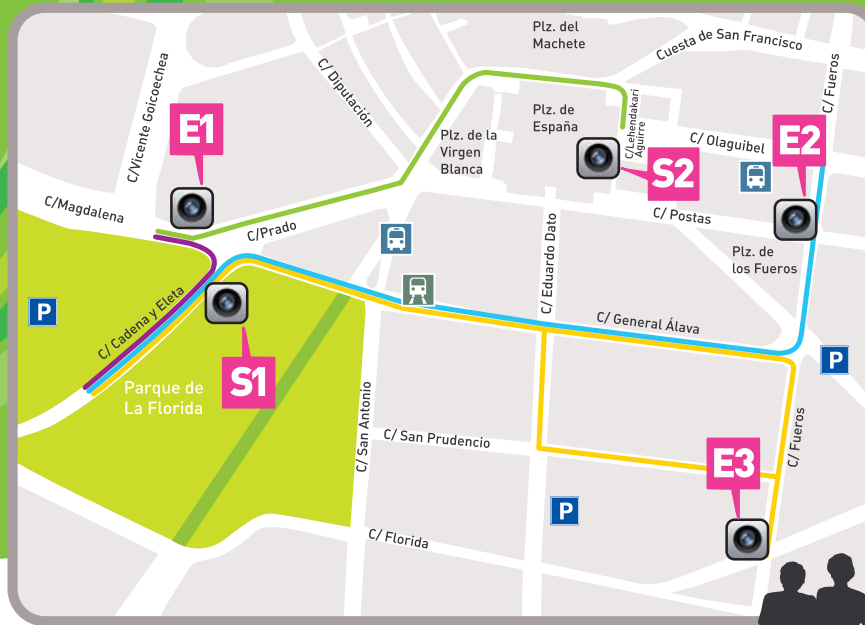 Plz. del
Machete
Cuesta de San Francisco
C/ Fueros
C/Vicente Goicoechea
C/ Diputación
E1
Plz. de la
Virgen
Blanca
Plz. de
España
C/Lehendakari
Aguirre
C/ Olaguibel
E2
S2
C/Magdalena
C/Prado
C/ Postas
Plz. de
los Fueros
C/ Eduardo Dato
P
C/ Cadena y Eleta
C/ General Álava
P
S1
Parque de
La Florida
C/ San Antonio
C/ San Prudencio
C/ Fueros
E3
P
C/ Florida